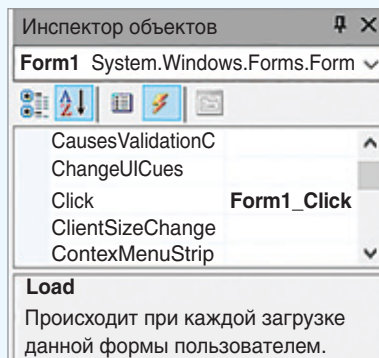 Инспектор объектов
Form1 System.Windows.Forms.Form
CausesValidationC
ChangeUICues
Click Form1_Click
ClientSizeChange
ContexMenuStrip
Load
Происходит при каждой загрузке
данной формы пользователем.